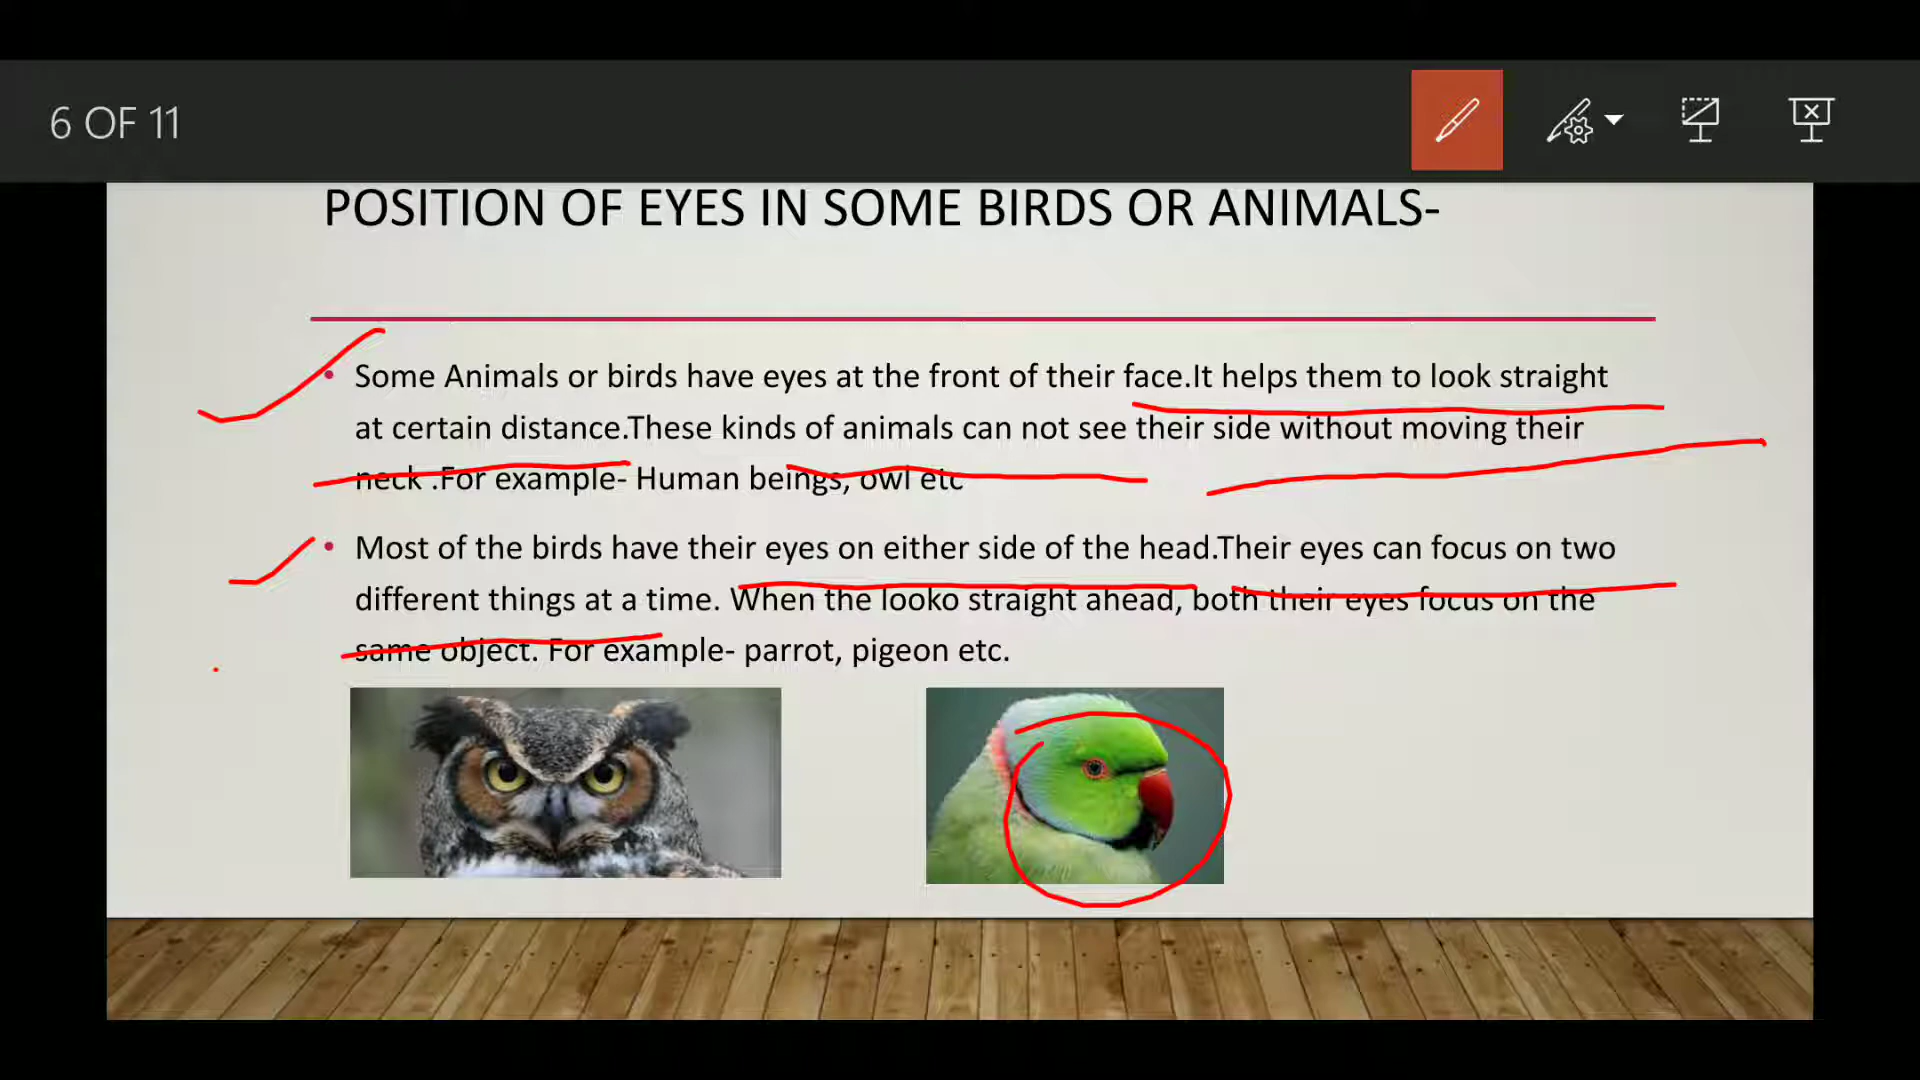 6 OF 11
POSITION OF EYES IN SOME BIRDS OR ANIMALS-
• Some Animals or birds have eyes at the front of their face.It helps them to look straight
at certain distance.These kinds of animals can not see their side without moving their
neck .For example- Human beings, owl etc
• Most of the birds have their eyes on either side of the head.Their eyes can focus on two
different things at a time. When the looko straight ahead, both their eyes focus on the
same object. For example- parrot, pigeon etc.